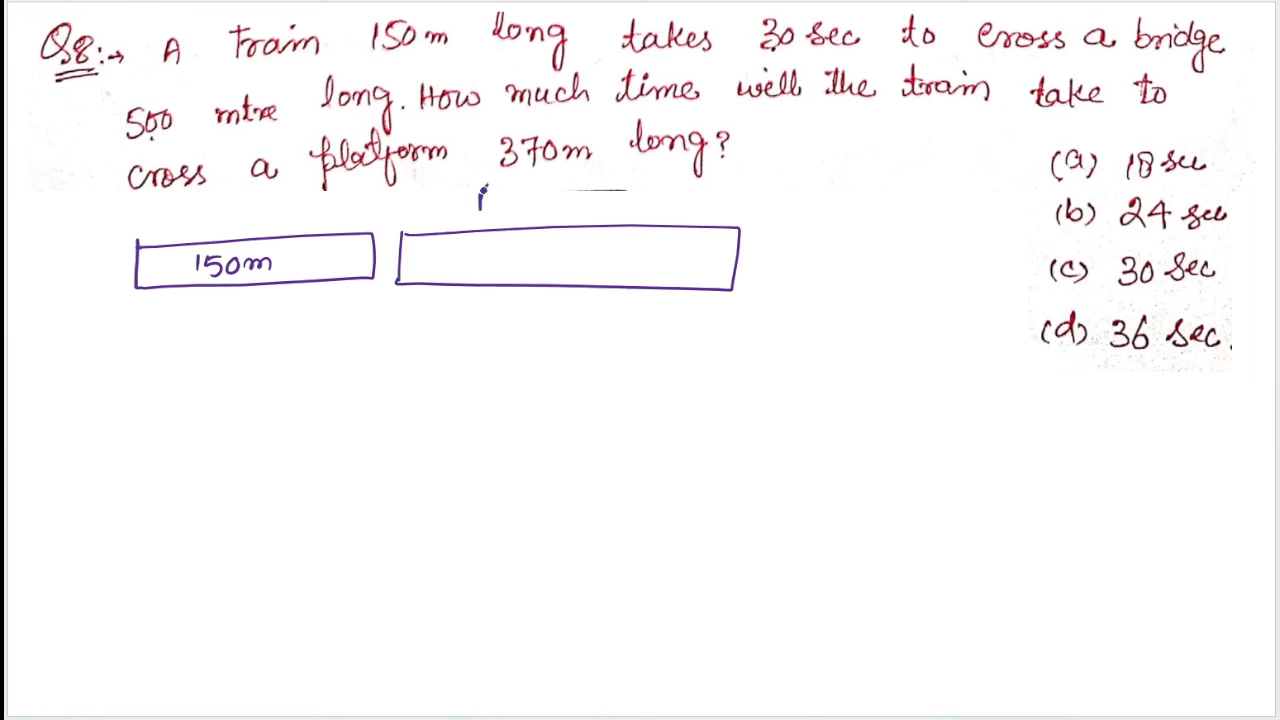 Q8:→ A train 150m long takes 30 sec to cross a bridge
500 mtre long. How much time will the train take to
cross a platform 370m long?
(a) 18 sec
(b) 24 sec
(c) 30 sec
(d) 36 sec.
150m